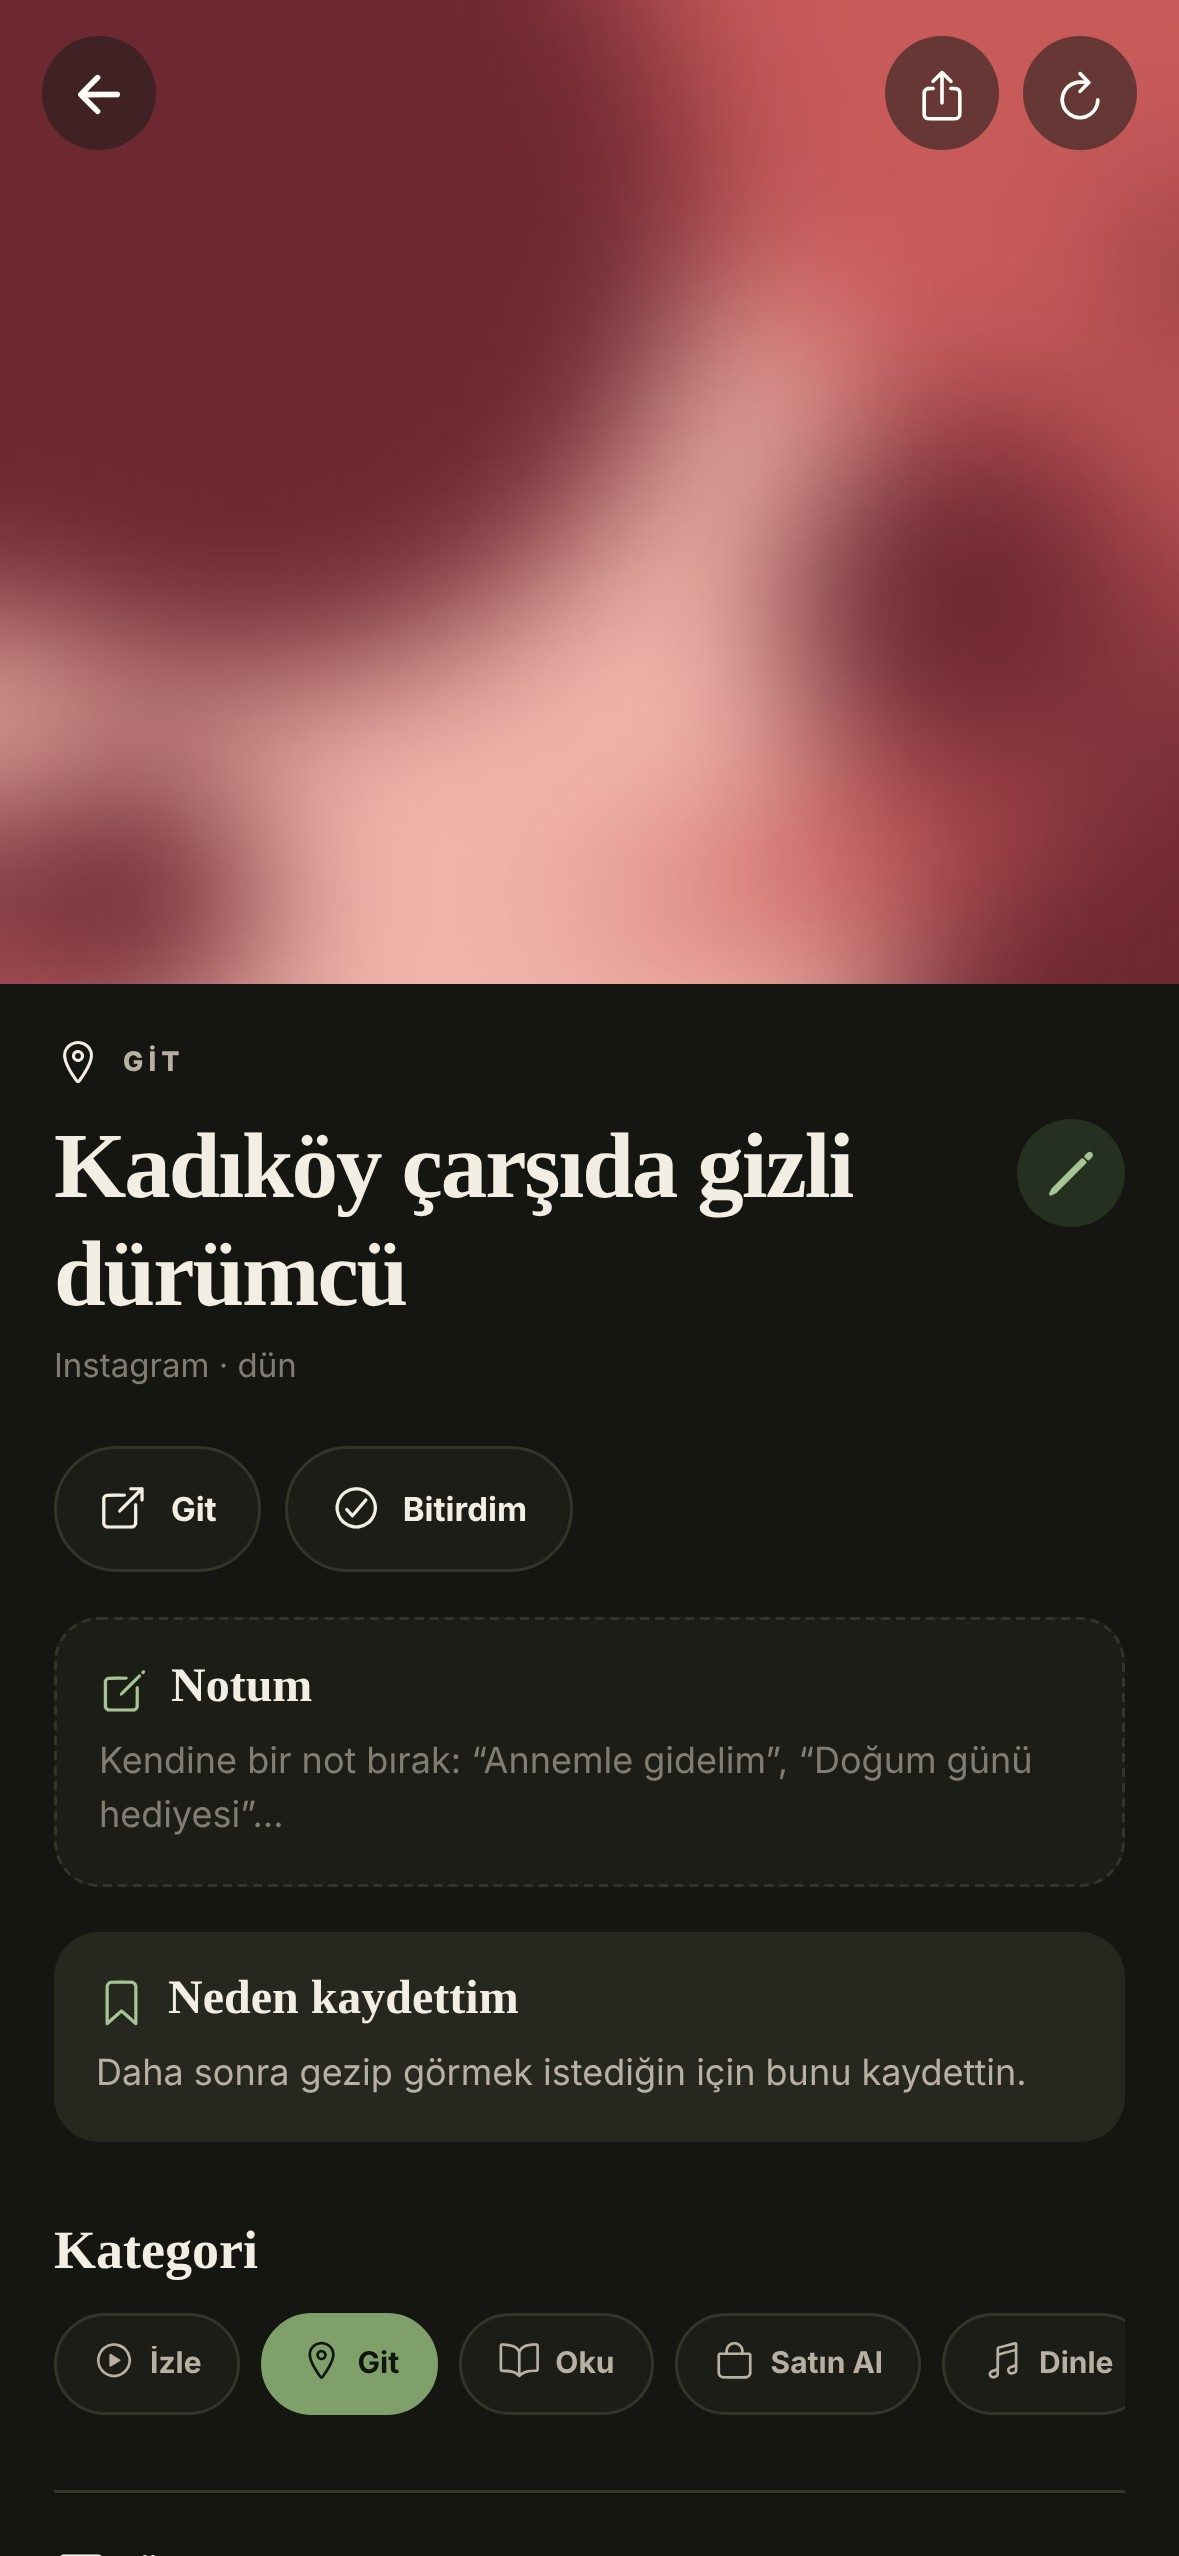 GİT
Kadıköy çarşıda gizli
dürümcü
Instagram · dün
Git
Bitirdim
Notum
Kendine bir not bırak: “Annemle gidelim”, “Doğum günü
hediyesi”...
Neden kaydettim
Daha sonra gezip görmek istediğin için bunu kaydettin.
Kategori
İzle
Git
Oku
Satın Al
Dinle